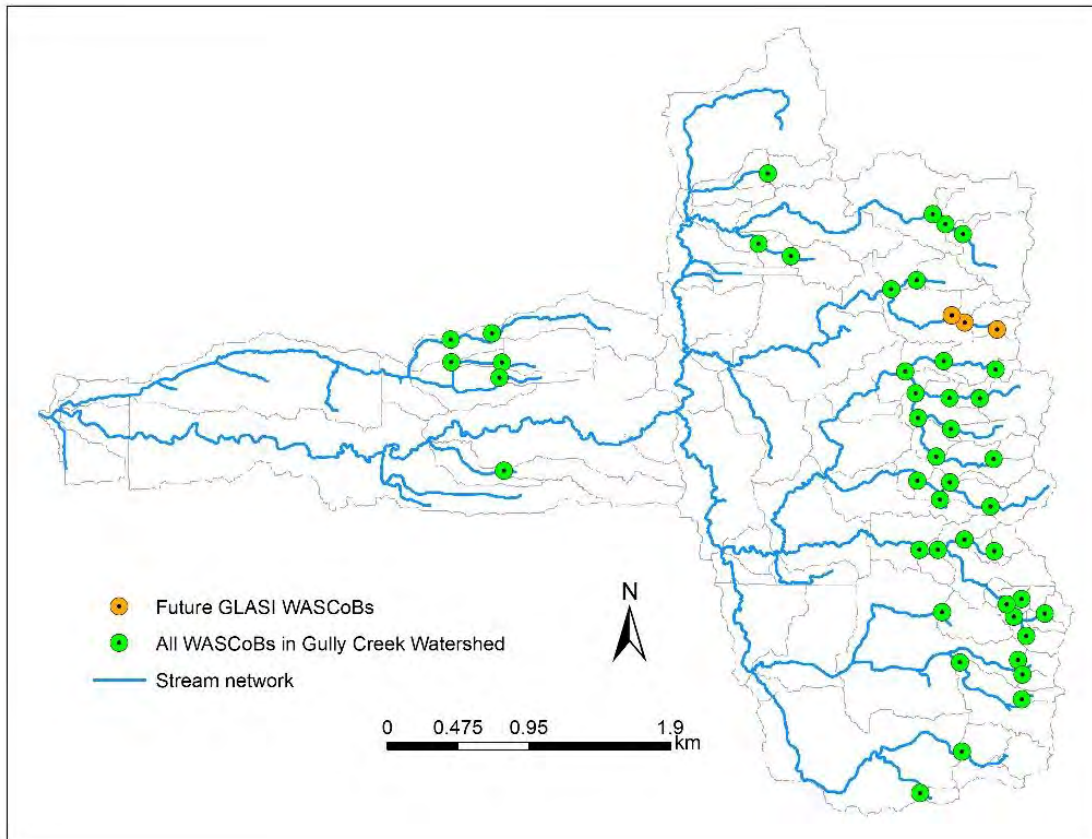 Future GLASI WASCoBs
All WASCoBs in Gully Creek Watershed
Stream network
N
0 0.475 0.95 1.9
km